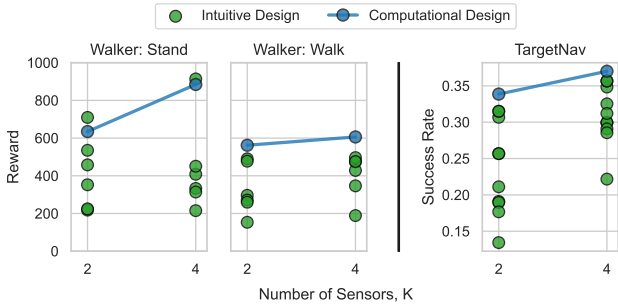 Intuitive Design
Computational Design
Walker: Stand
Walker: Walk
TargetNav
1000
800
600
400
200
0
Reward
2
4
2
4
0.35
0.30
0.25
0.20
0.15
Success Rate
2
4
Number of Sensors, K